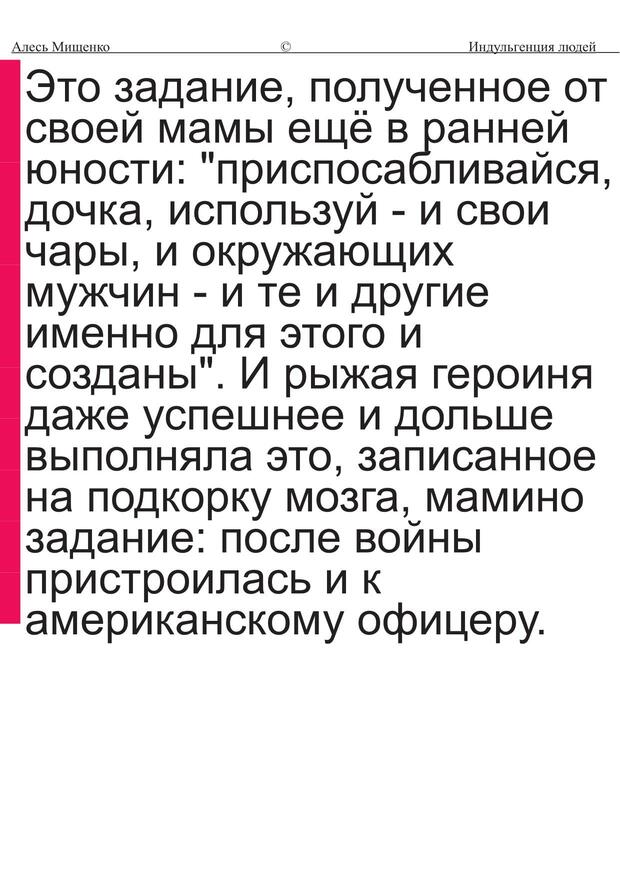 Алесь Мищенко © Индульгенция людей
Это задание, полученное от
своей мамы ещё в ранней
юности: "приспосабливайся,
дочка, используй - и свои
чары, и окружающих
мужчин - и те и другие
именно для этого и
созданы". И рыжая героиня
даже успешнее и дольше
выполняла это, записанное
на подкорку мозга, мамино
задание: после войны
пристроилась и к
американскому офицеру.